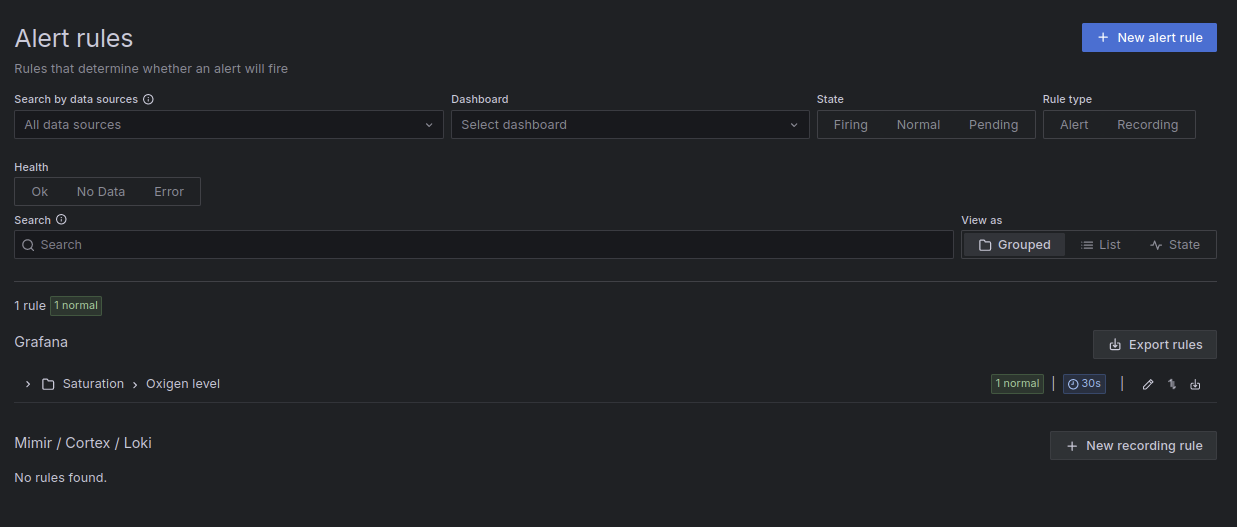 Alert rules
New alert rule
Rules that determine whether an alert will fire
Search by data sources
Dashboard
State
Rule type
All data sources
Select dashboard
Firing Normal Pending
Alert Recording
Health
Ok No Data Error
Search
View as
Search
Grouped List State
1 rule 1 normal
Grafana
Export rules
Saturation Oxigen level
1 normal 30s
Mimir / Cortex / Loki
New recording rule
No rules found.